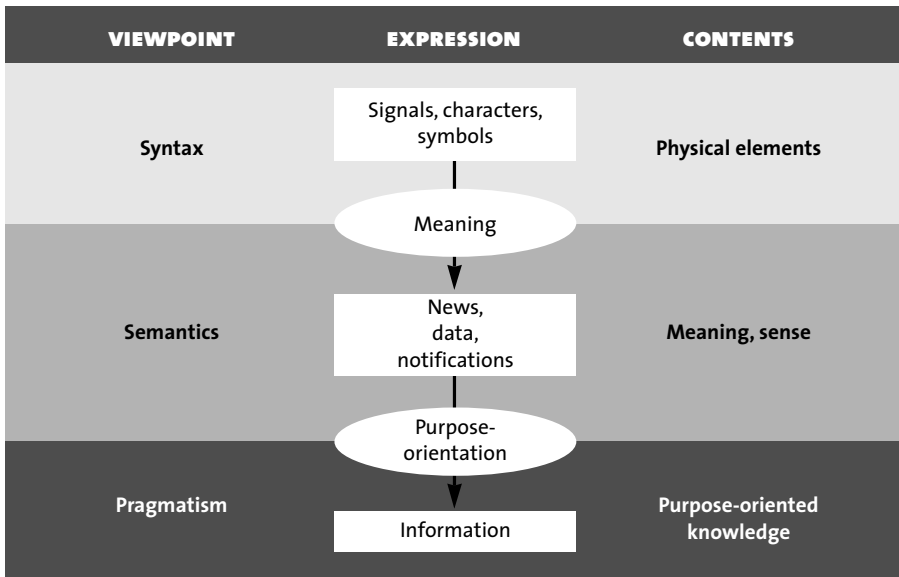 VIEWPOINT EXPRESSION CONTENTS
Signals, characters,
symbols
Syntax
Physical elements
Meaning
News,
data,
notifications
Semantics
Meaning, sense
Purpose-
orientation
Pragmatism
Information
Purpose-oriented
knowledge